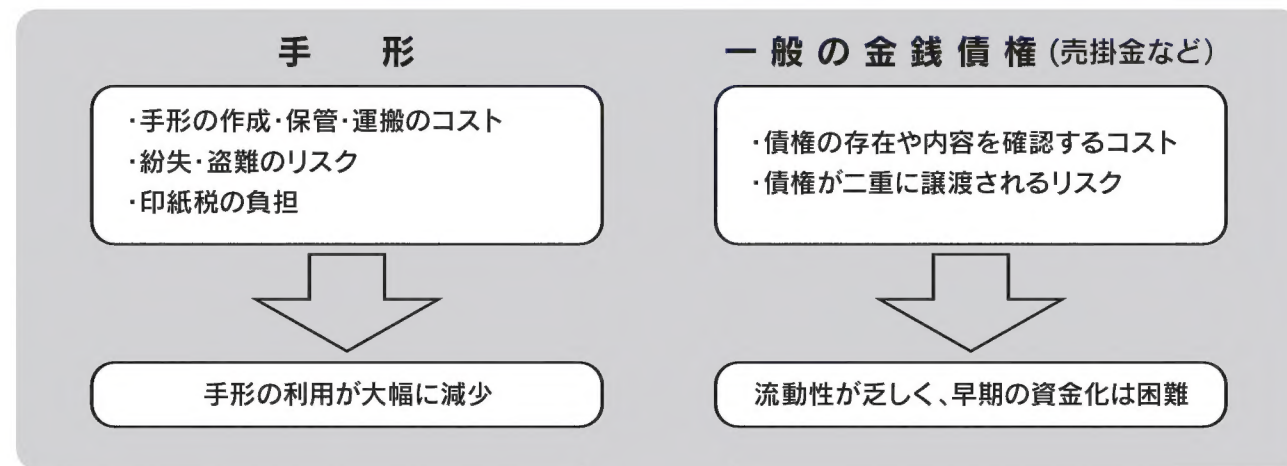 手形
・手形の作成・保管・運搬のコスト
・紛失・盗難のリスク
・印紙税の負担
手形の利用が大幅に減少
一般の金銭債権(売掛金など)
・債権の存在や内容を確認するコスト
・債権が二重に譲渡されるリスク
流動性が乏しく、早期の資金化は困難